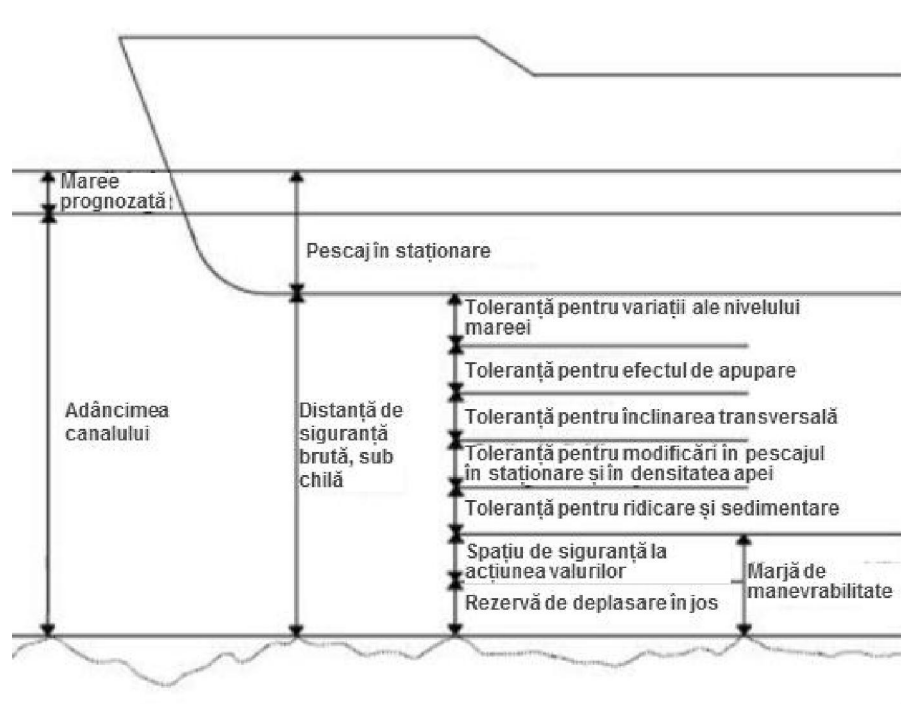 Maree
prognozată
Pescaj în staționare
Toleranță pentru variații ale nivelului
mareei
Toleranță pentru efectul de apupare
Adâncimea
canalului
Distanță de
siguranță
brută, sub
chilă
Toleranță pentru înclinarea transversală
Toleranță pentru modificări în pescajul
în staționare și în densitatea apei
Toleranță pentru ridicare și sedimentare
Spațiu de siguranță la
acțiunea valurilor
Rezervă de deplasare în jos
Marjă de
manevrabilitate